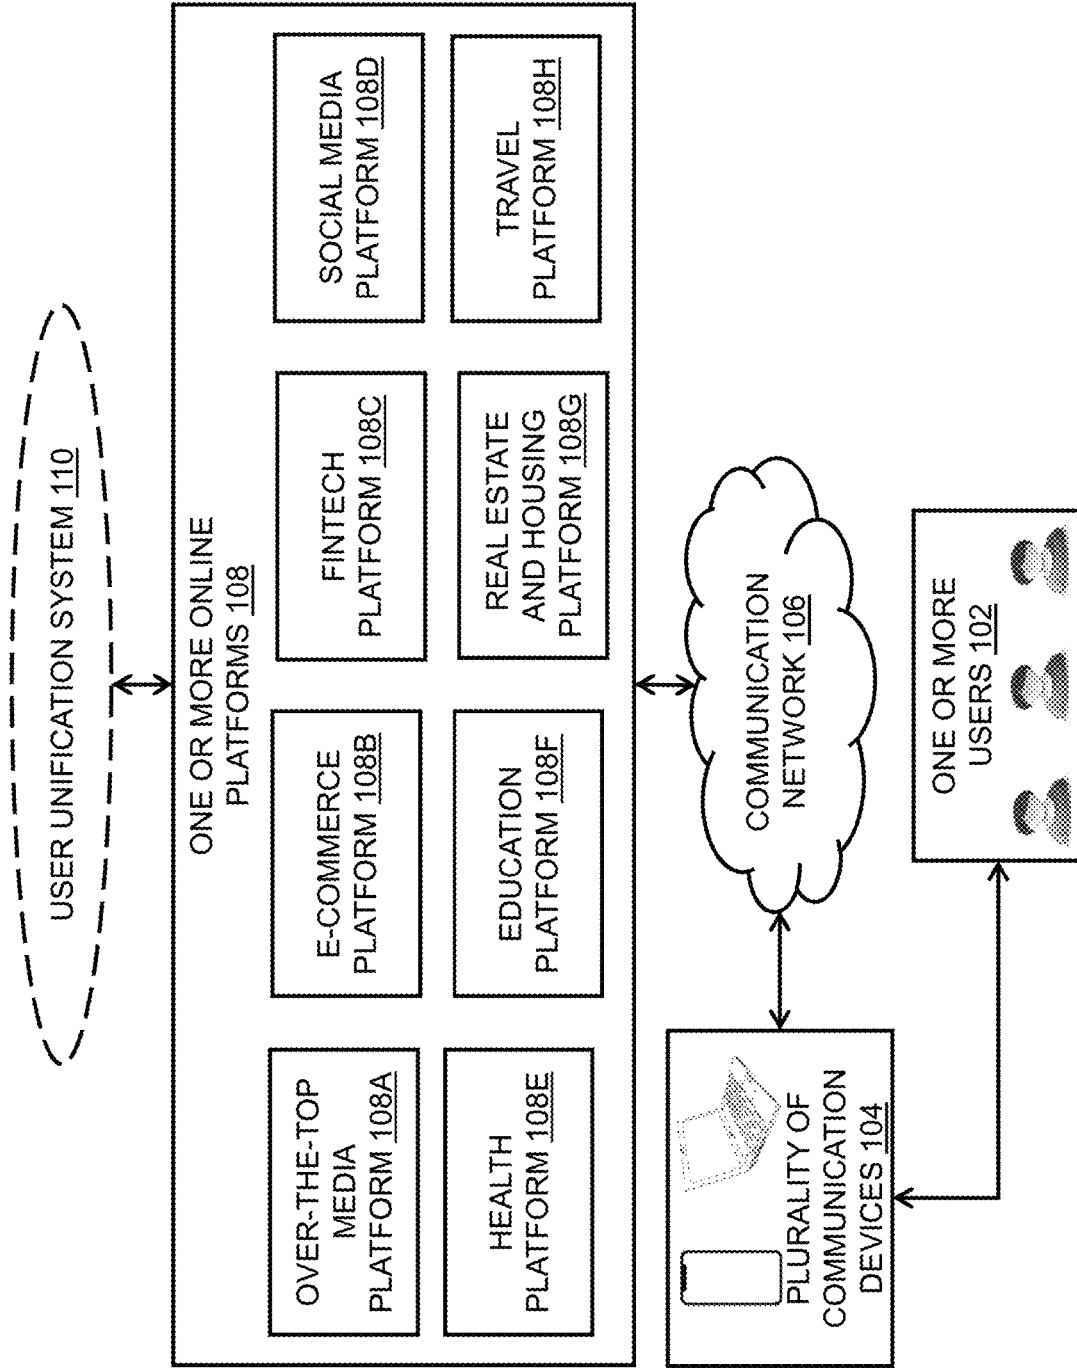 USER UNIFICATION SYSTEM 110
ONE OR MORE ONLINE
PLATFORMS 108
OVER-THE-TOP
MEDIA
PLATFORM 108A
E-COMMERCE
PLATFORM 108B
FINTECH
PLATFORM 108C
SOCIAL MEDIA
PLATFORM 108D
HEALTH
PLATFORM 108E
EDUCATION
PLATFORM 108F
REAL ESTATE
AND HOUSING
PLATFORM 108G
TRAVEL
PLATFORM 108H
PLURALITY OF
COMMUNICATION
DEVICES 104
COMMUNICATION
NETWORK 106
ONE OR MORE
USERS 102